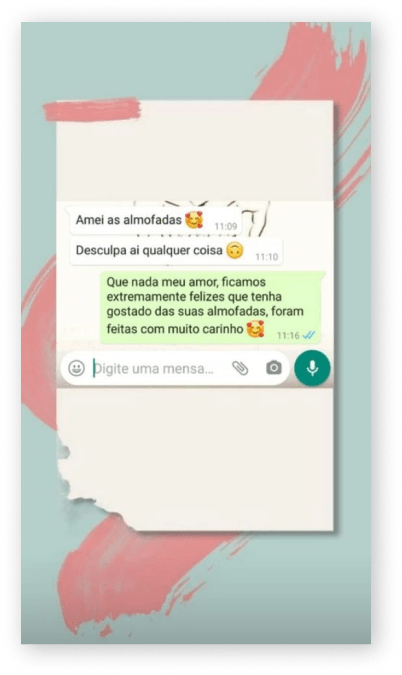 Amei as almofadas 🥰 11:09
Desculpa ai qualquer coisa 🙃 11:10
Que nada meu amor, ficamos
extremamente felizes que tenha
gostado das suas almofadas, foram
feitas com muito carinho 🥰 11:16
Digite uma mensa...